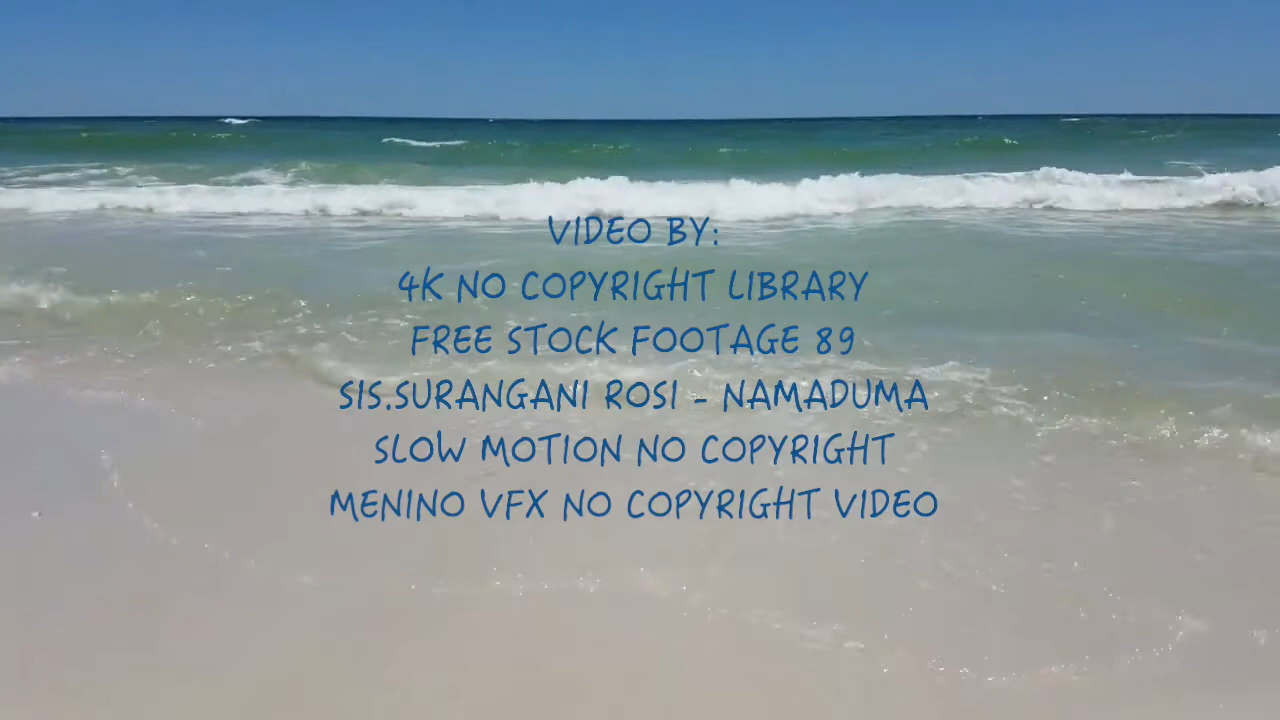 VIDEO BY:
4K NO COPYRIGHT LIBRARY
FREE STOCK FOOTAGE 89
SIS.SURANGANI ROSI - NAMADUMA
SLOW MOTION NO COPYRIGHT
MENINO VFX NO COPYRIGHT VIDEO